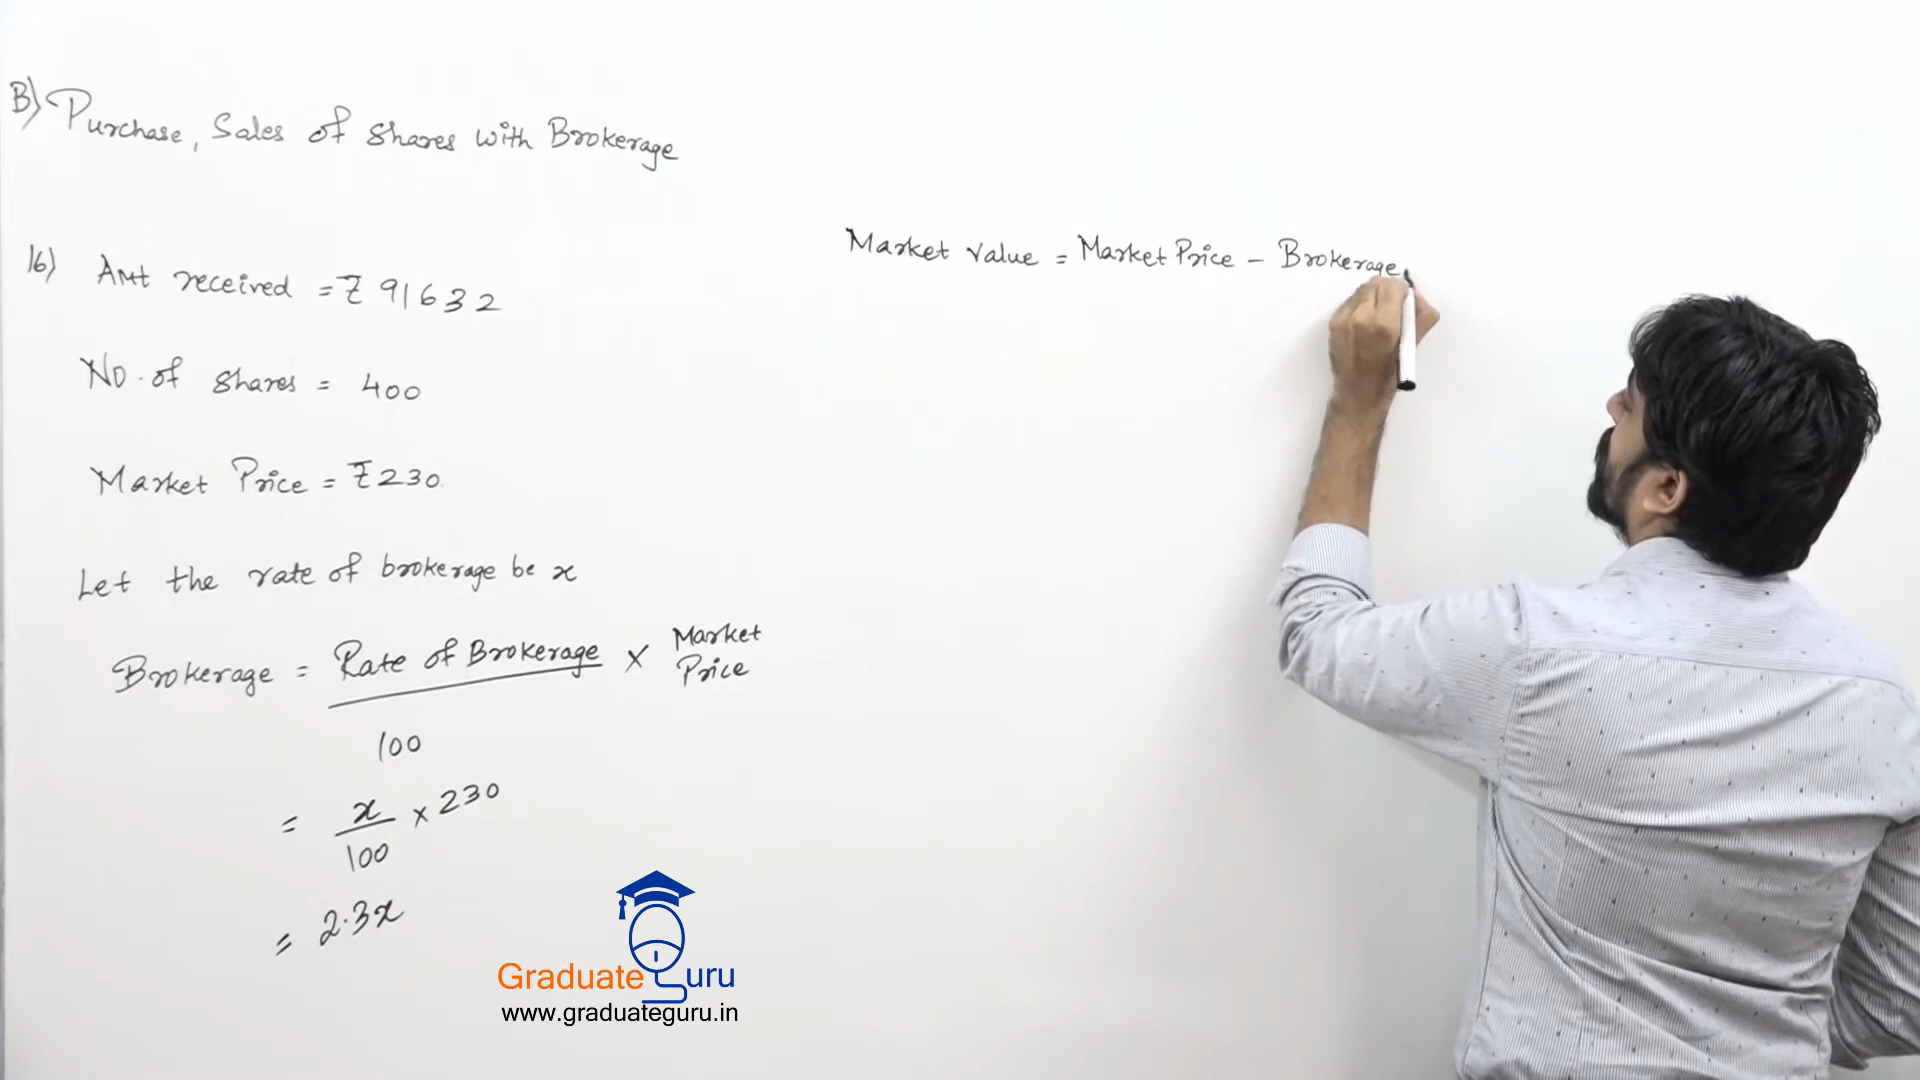 B) Purchase, Sales of shares with Brokerage
16) Amt received = ₹ 91632
No. of shares = 400
Market Price = ₹230
Let the rate of brokerage be x
Brokerage = Rate of Brokerage × Market Price
100
= x × 230
100
= 2.3x
Market value = Market Price - Brokerage
Graduate Guru
www.graduateguru.in